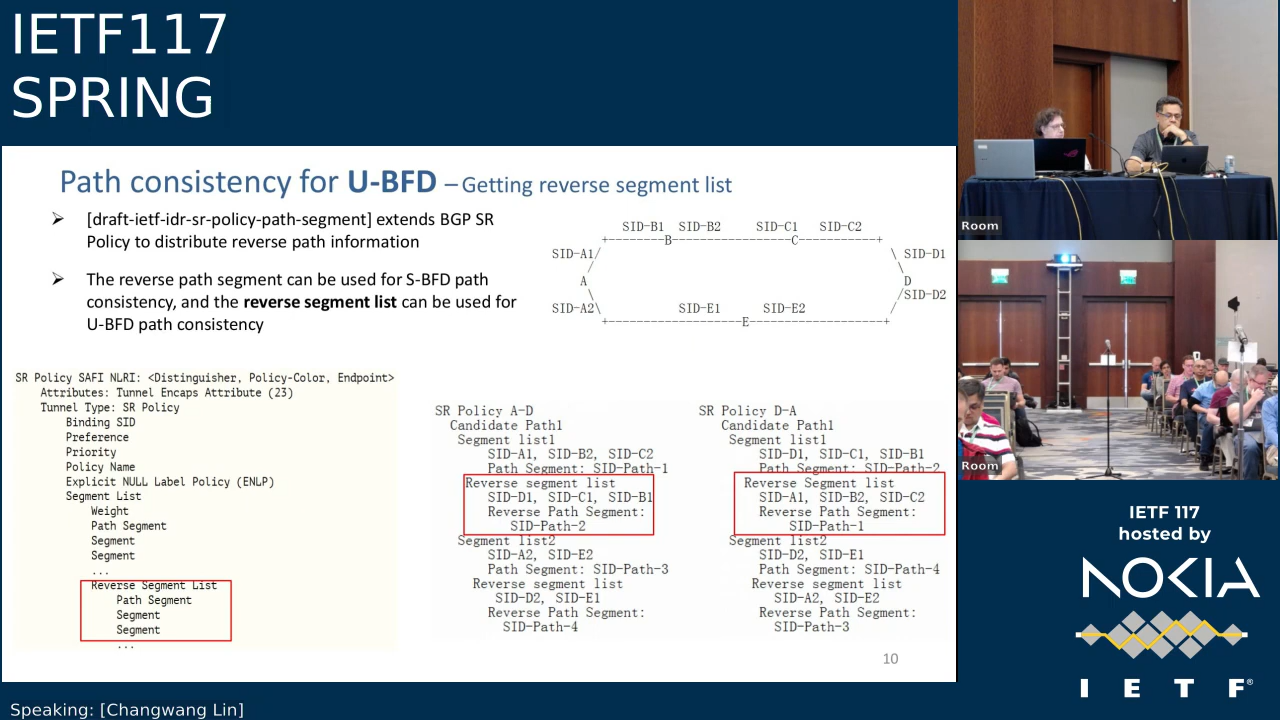 IETF117
SPRING
Path consistency for U-BFD – Getting reverse segment list
➢ [draft-ietf-idr-sr-policy-path-segment] extends BGP SR
Policy to distribute reverse path information
➢ The reverse path segment can be used for S-BFD path
consistency, and the reverse segment list can be used for
U-BFD path consistency
SID-B1 SID-B2 SID-C1 SID-C2
+--------B----------------C-----------+
SID-A1/ \ SID-D1
/ \
A D
\ /SID-D2
SID-A2\ SID-E1 SID-E2 /
+------------------E------------------+
SR Policy SAFI NLRI: <Distinguisher, Policy-Color, Endpoint>
Attributes: Tunnel Encaps Attribute (23)
Tunnel Type: SR Policy
Binding SID
Preference
Priority
Policy Name
Explicit NULL Label Policy (ENLP)
Segment List
Weight
Path Segment
Segment
Segment
...
Reverse Segment List
Path Segment
Segment
Segment
...
SR Policy A-D
Candidate Path1
Segment list1
SID-A1, SID-B2, SID-C2
Path Segment: SID-Path-1
Reverse segment list
SID-D1, SID-C1, SID-B1
Reverse Path Segment:
SID-Path-2
Segment list2
SID-A2, SID-E2
Path Segment: SID-Path-3
Reverse segment list
SID-D2, SID-E1
Reverse Path Segment:
SID-Path-4
SR Policy D-A
Candidate Path1
Segment list1
SID-D1, SID-C1, SID-B1
Path Segment: SID-Path-2
Reverse segment list
SID-A1, SID-B2, SID-C2
Reverse Path Segment:
SID-Path-1
Segment list2
SID-D2, SID-E1
Path Segment: SID-Path-4
Reverse segment list
SID-A2, SID-E2
Reverse Path Segment:
SID-Path-3
10
Room
Room
IETF 117
hosted by
NOKIA
I E T F®
Speaking: [Changwang Lin]